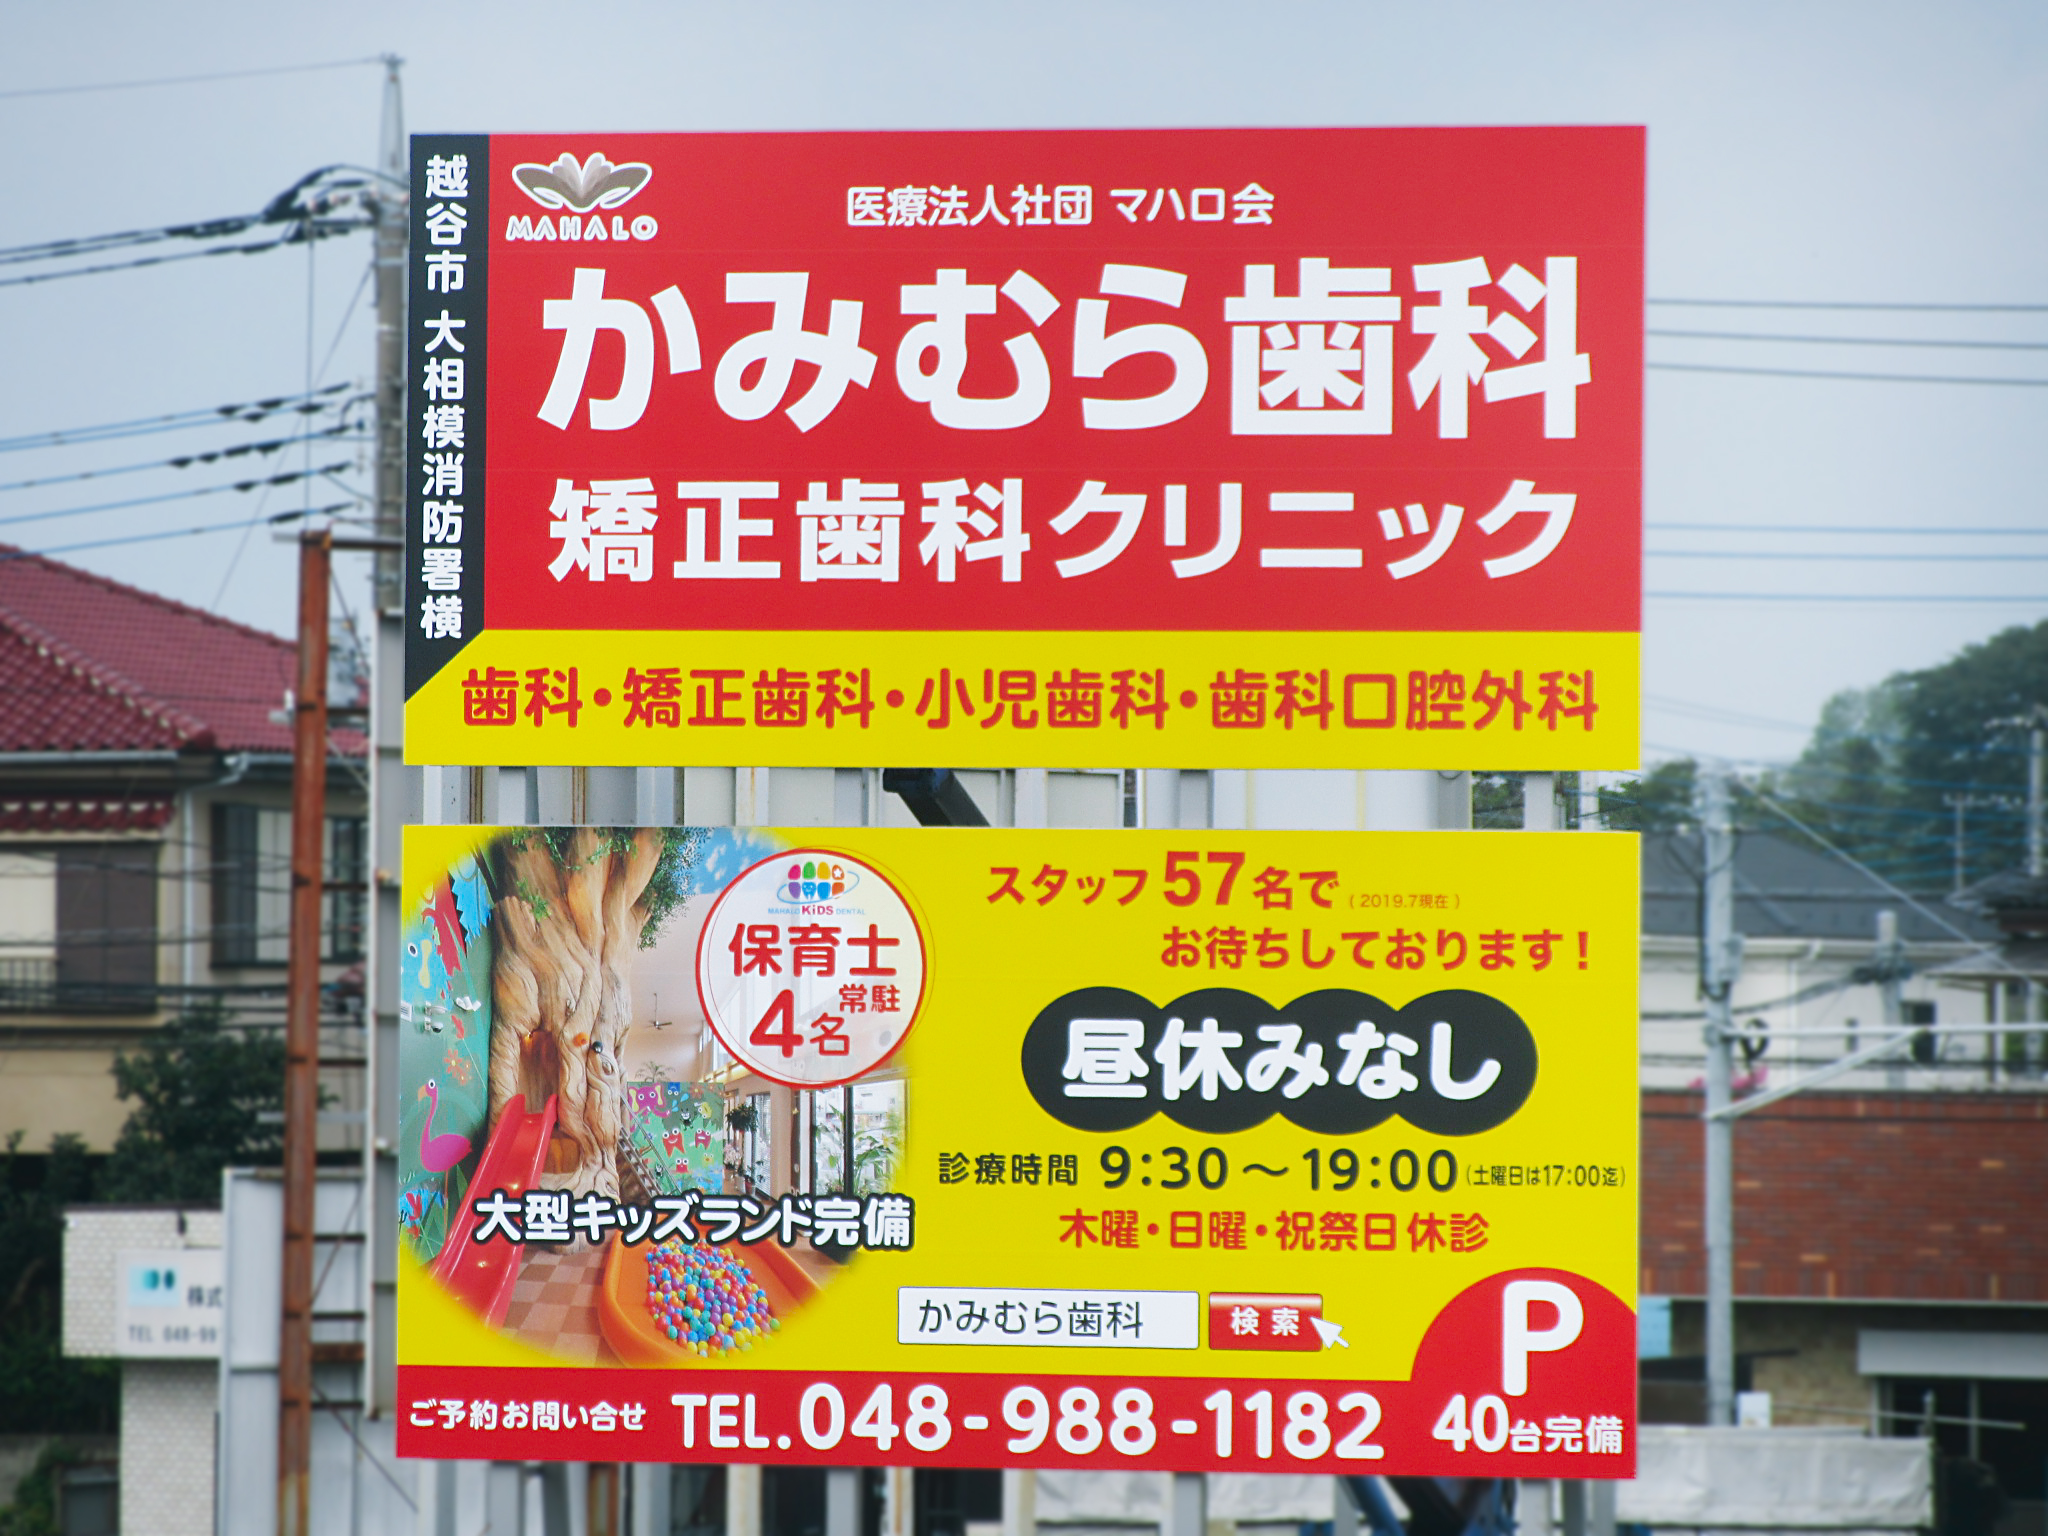 越谷市 大相模消防署横
MAHALO
医療法人社団 マハロ会
かみむら歯科
矯正歯科クリニック
歯科・矯正歯科・小児歯科・歯科口腔外科
MAHALO KiDS DENTAL
保育士
常駐
4名
大型キッズランド完備
スタッフ57名で（2019.7現在）
お待ちしております！
昼休みなし
診療時間 9:30～19:00（土曜日は17:00迄）
木曜・日曜・祝祭日休診
かみむら歯科 検索
P
40台完備
ご予約お問い合せ TEL.048-988-1182
株式
TEL 048-99